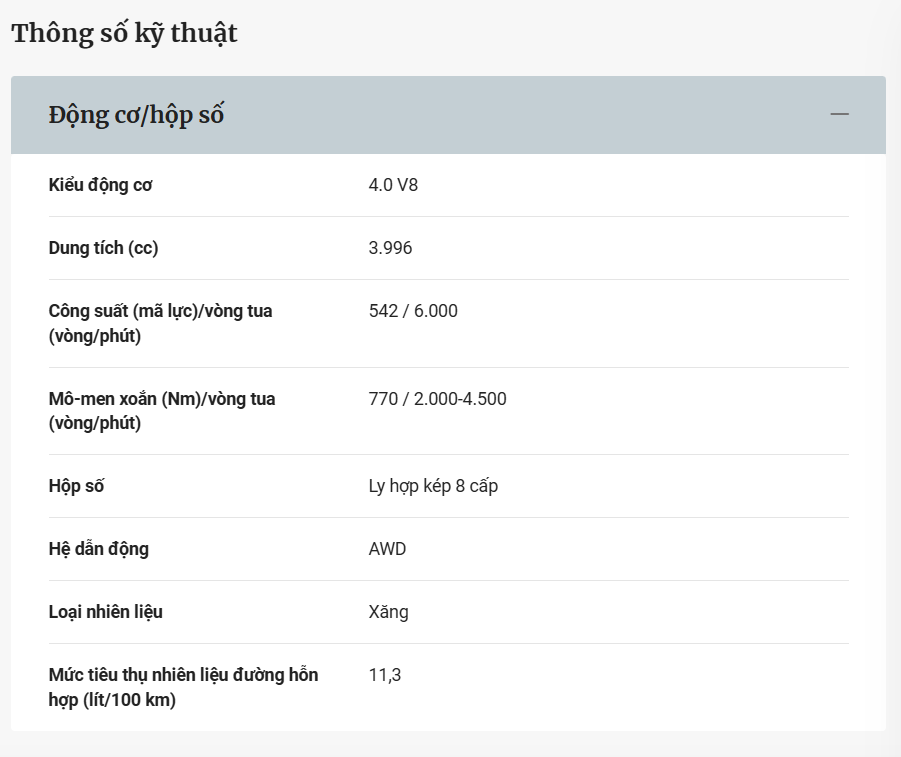 Thông số kỹ thuật
Động cơ/hộp số
Kiểu động cơ
4.0 V8
Dung tích (cc)
3.996
Công suất (mã lực)/vòng tua
(vòng/phút)
542 / 6.000
Mô-men xoắn (Nm)/vòng tua
(vòng/phút)
770 / 2.000-4.500
Hộp số
Ly hợp kép 8 cấp
Hệ dẫn động
AWD
Loại nhiên liệu
Xăng
Mức tiêu thụ nhiên liệu đường hỗn
hợp (lít/100 km)
11,3